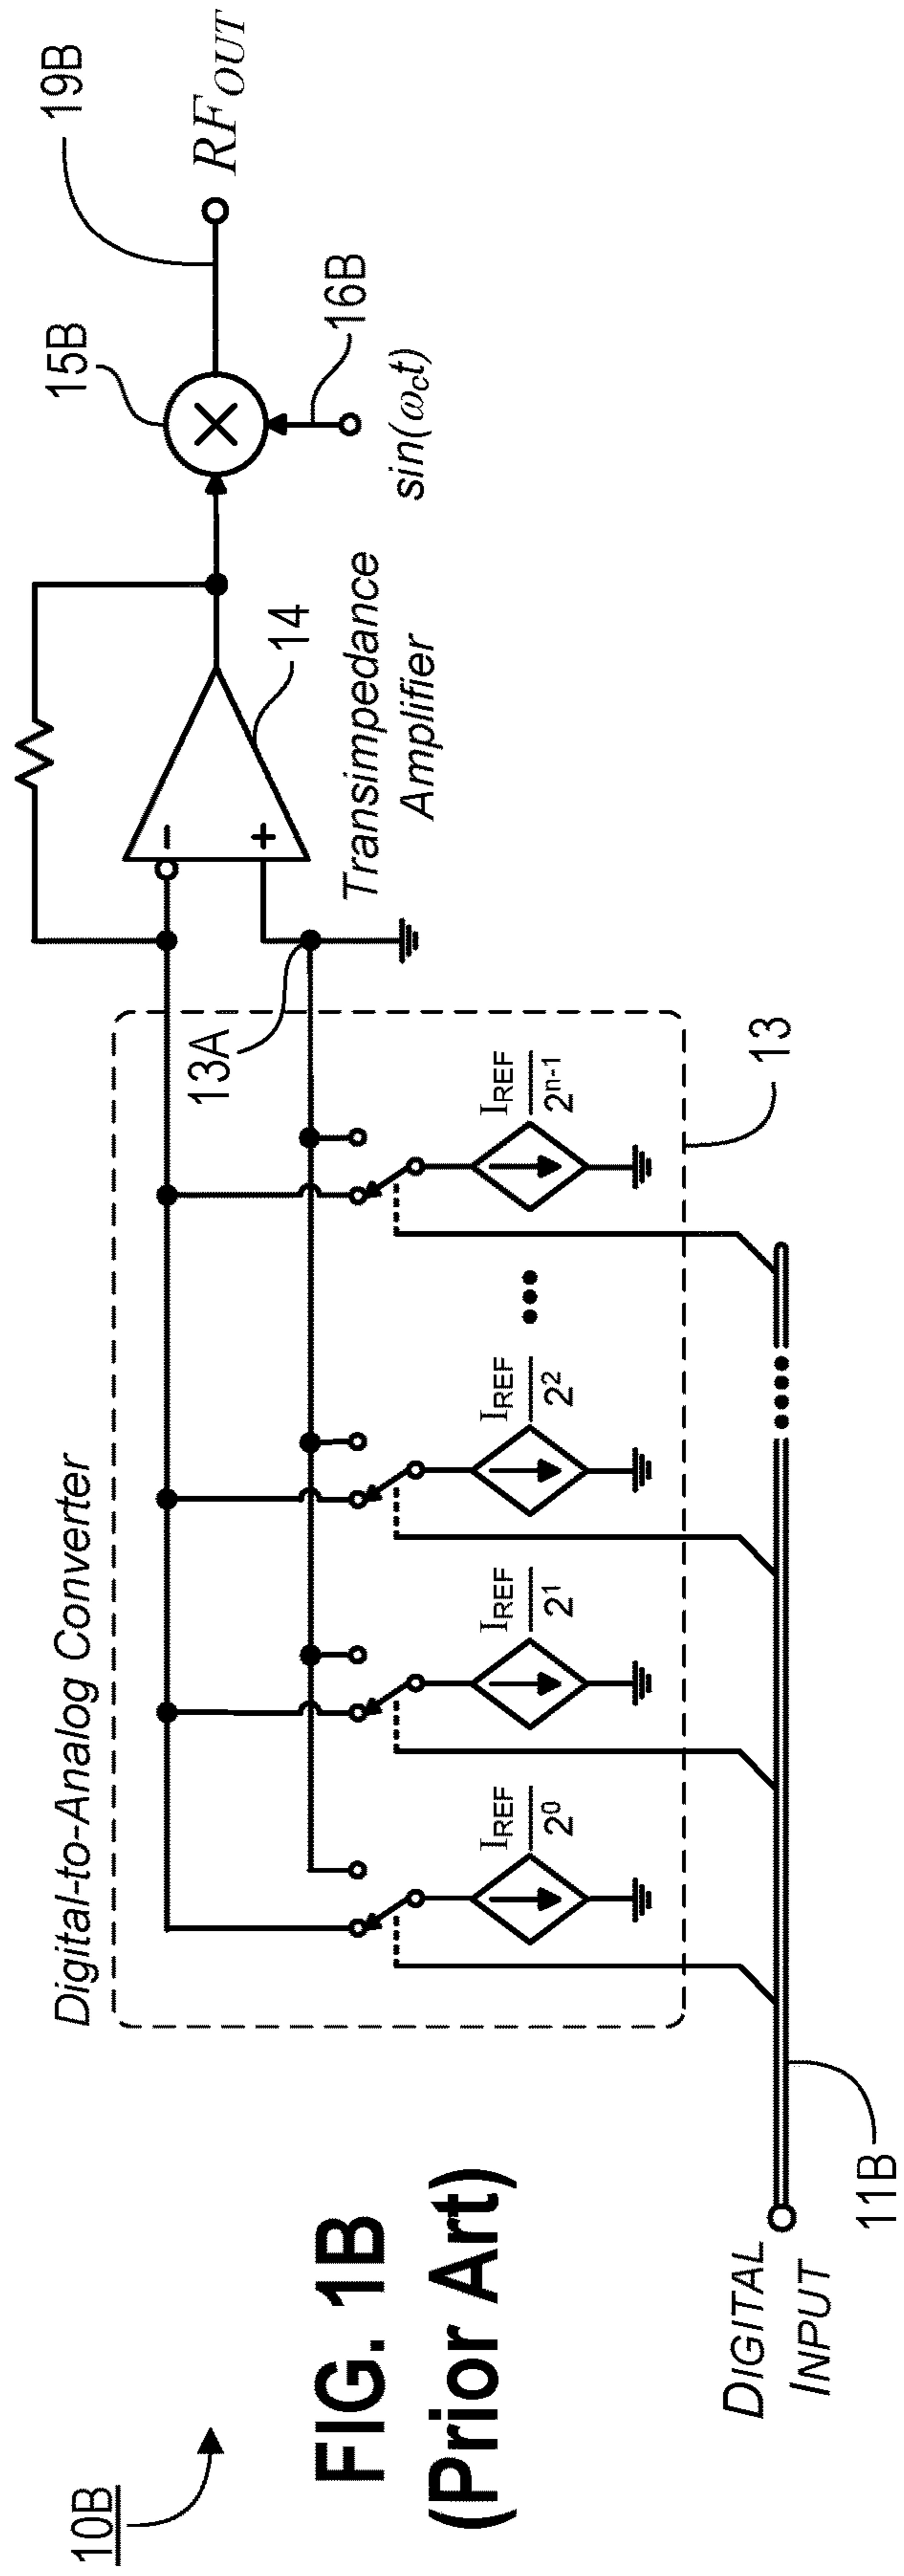 10B
FIG. 1B
(Prior Art)
Digital-to-Analog Converter
DIGITAL
INPUT
11B
I_REF
2^0
I_REF
2^1
I_REF
2^2
I_REF
2^n-1
13
13A
−
+
14
Transimpedance
Amplifier
15B
sin(ω_ct)
16B
19B
RF_OUT